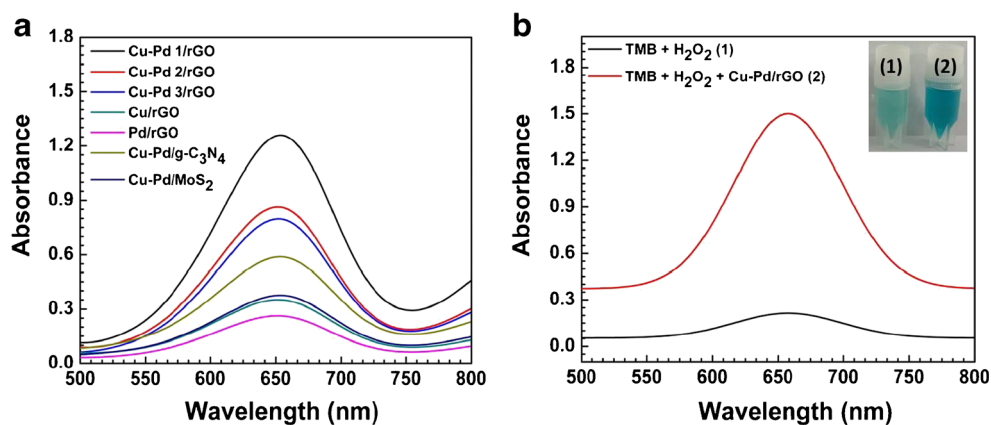 a
1.8
1.5
1.2
0.9
0.6
0.3
0.0
Absorbance
Cu-Pd 1/rGO
Cu-Pd 2/rGO
Cu-Pd 3/rGO
Cu/rGO
Pd/rGO
Cu-Pd/g-C₃N₄
Cu-Pd/MoS₂
500 550 600 650 700 750 800
Wavelength (nm)
b
1.8
1.5
1.2
0.9
0.6
0.3
0.0
Absorbance
TMB + H₂O₂ (1)
TMB + H₂O₂ + Cu-Pd/rGO (2)
(1) (2)
500 550 600 650 700 750 800
Wavelength (nm)